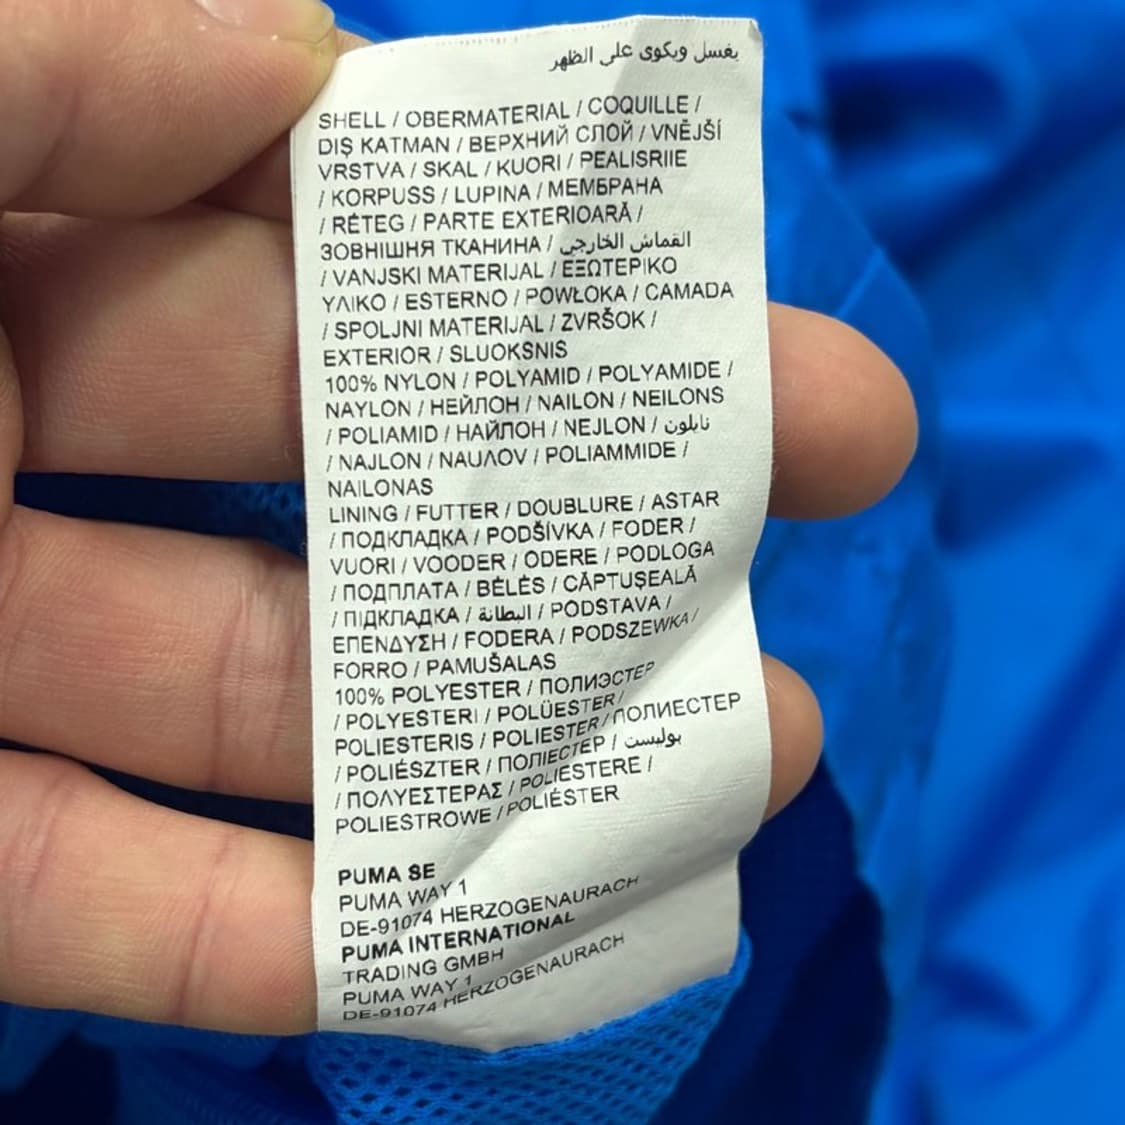 يغسل ويكوى على الظهر
SHELL / OBERMATERIAL / COQUILLE /
DIŞ KATMAN / ВЕРХНИЙ СЛОЙ / VNĚJŠÍ
VRSTVA / SKAL / KUORI / PEALISRIIE
/ KORPUSS / LUPINA / МЕМБРАНА
/ RÉTEG / PARTE EXTERIOARĂ /
ЗОВНІШНЯ ТКАНИНА / القماش الخارجي
/ VANJSKI MATERIJAL / ΕΞΩΤΕΡΙΚΟ
ΥΛΙΚΟ / ESTERNO / POWŁOKA / CAMADA
/ SPOLJNI MATERIJAL / ZVRŠOK /
EXTERIOR / SLUOKSNIS
100% NYLON / POLYAMID / POLYAMIDE /
NAYLON / НЕЙЛОН / NAILON / NEILONS
/ POLIAMID / НАЙЛОН / NEJLON / نايلون
/ NAJLON / ΝΑΥΛΟΝ / POLIAMMIDE /
NAILONAS
LINING / FUTTER / DOUBLURE / ASTAR
/ ПОДКЛАДКА / PODŠÍVKA / FODER /
VUORI / VOODER / ODERE / PODLOGA
/ ПОДПЛАТА / BÉLÉS / CĂPTUŞEALĂ
/ ПІДКЛАДКА / البطانة / PODSTAVA /
ΕΠΕΝΔΥΣΗ / FODERA / PODSZEWKA /
FORRO / PAMUŠALAS
100% POLYESTER / ПОЛИЭСТЕР
/ POLYESTERI / POLÜESTER /
POLIESTERIS / POLIESTER / ПОЛИЕСТЕР
/ POLIÉSZTER / ПОЛІЕСТЕР / بوليست
/ ΠΟΛΥΕΣΤΕΡΑΣ / POLIESTERE /
POLIESTROWE / POLIÉSTER
PUMA SE
PUMA WAY 1
DE-91074 HERZOGENAURACH
PUMA INTERNATIONAL
TRADING GMBH
PUMA WAY 1
DE-91074 HERZOGENAURACH